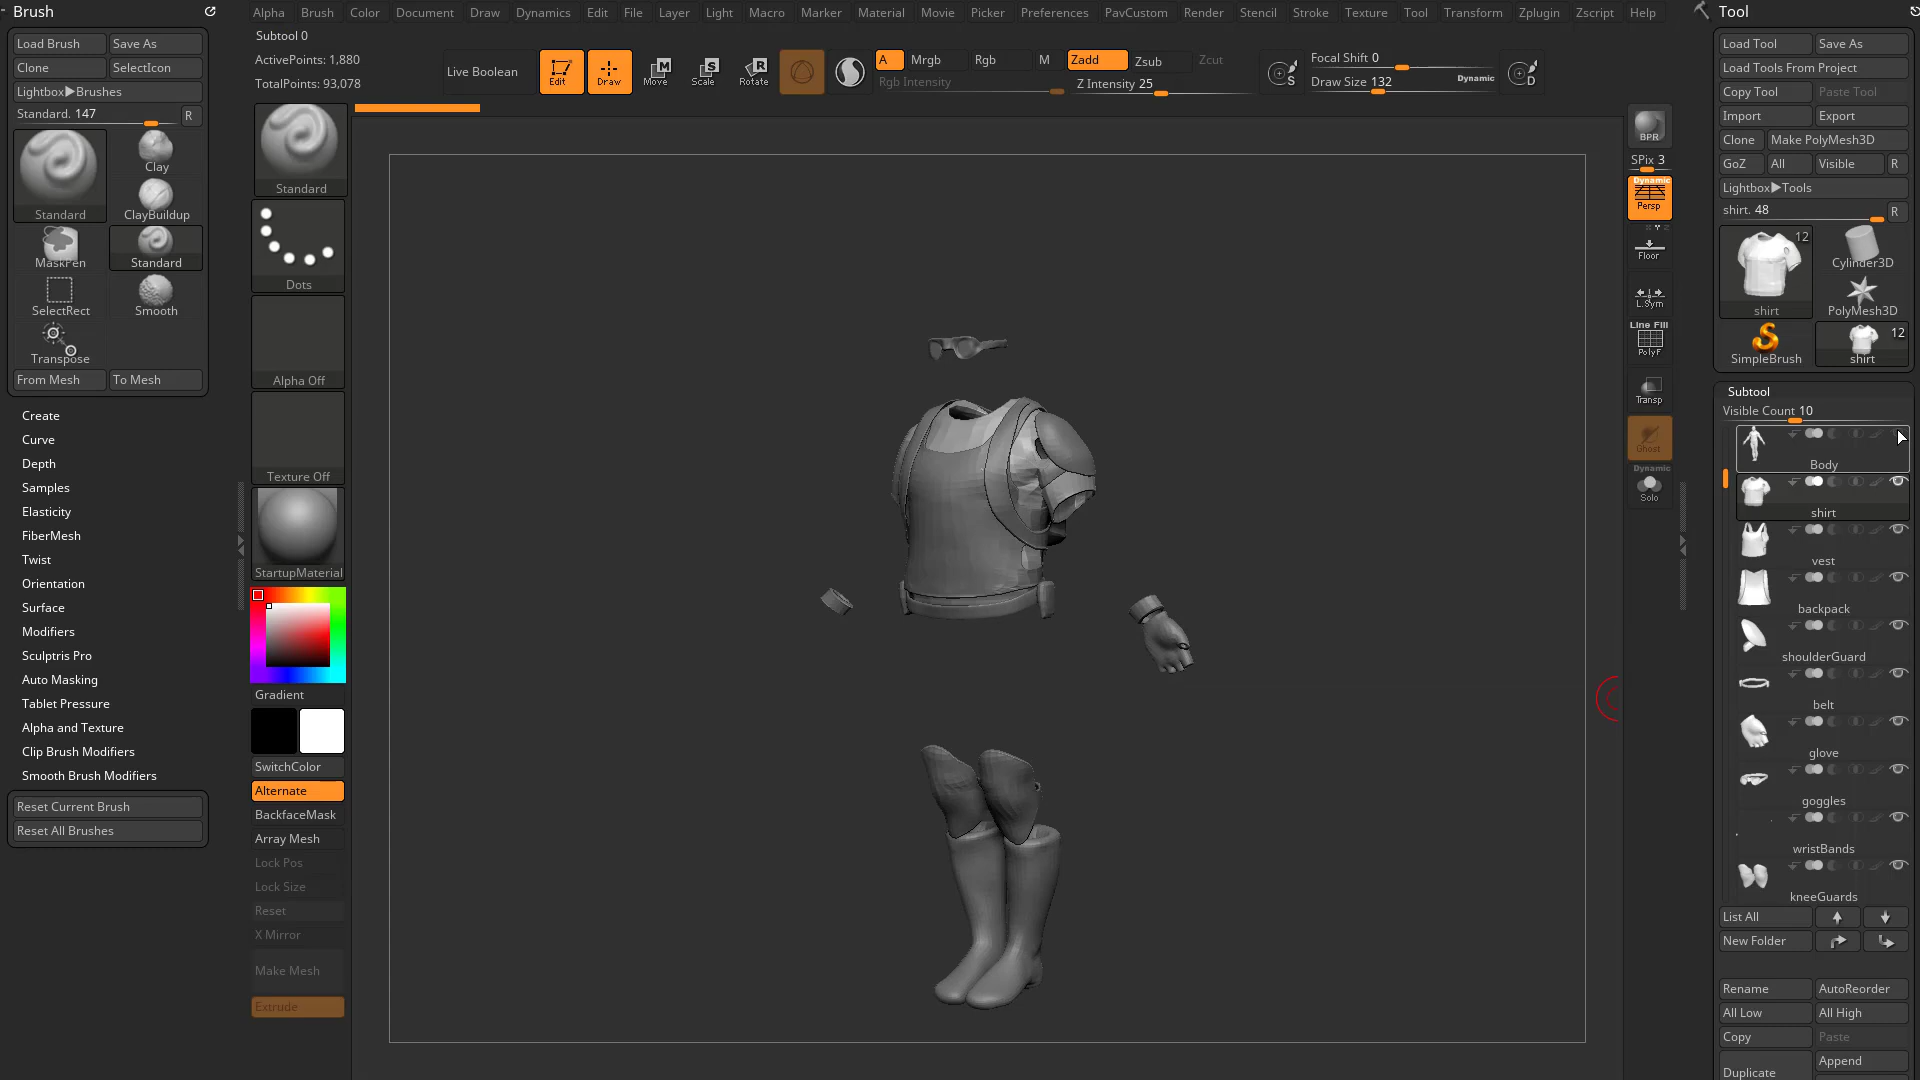 Brush
Load Brush
Save As
Clone
SelectIcon
Lightbox▶Brushes
Standard. 147
R
Standard
Clay
ClayBuildup
MaskPen
Standard
SelectRect
Smooth
Transpose
From Mesh
To Mesh
Create
Curve
Depth
Samples
Elasticity
FiberMesh
Twist
Orientation
Surface
Modifiers
Sculptris Pro
Auto Masking
Tablet Pressure
Alpha and Texture
Clip Brush Modifiers
Smooth Brush Modifiers
Reset Current Brush
Reset All Brushes
Alpha Brush Color Document Draw Dynamics Edit File Layer Light Macro Marker Material Movie Picker Preferences PavCustom Render Stencil Stroke Texture Tool Transform Zplugin Zscript Help
Subtool 0
ActivePoints: 1,880
TotalPoints: 93,078
Live Boolean
Edit
Draw
M
Move
S
Scale
R
Rotate
A
Mrgb
Rgb
M
Zadd
Zsub
Zcut
Rgb Intensity
Z Intensity 25
S
Focal Shift 0
Draw Size 132
Dynamic
D
Standard
Dots
Alpha Off
Texture Off
StartupMaterial
Gradient
SwitchColor
Alternate
BackfaceMask
Array Mesh
Lock Pos
Lock Size
Reset
X Mirror
Make Mesh
Extrude
BPR
SPix 3
Dynamic
Persp
Floor
L.Sym
Line Fill
PolyF
Transp
Ghost
Dynamic
Solo
Tool
Load Tool
Save As
Load Tools From Project
Copy Tool
Paste Tool
Import
Export
Clone
Make PolyMesh3D
GoZ
All
Visible
R
Lightbox▶Tools
shirt. 48
R
12
shirt
Cylinder3D
PolyMesh3D
SimpleBrush
12
shirt
Subtool
Visible Count 10
Body
shirt
vest
backpack
shoulderGuard
belt
glove
goggles
wristBands
kneeGuards
List All
New Folder
Rename
AutoReorder
All Low
All High
Copy
Paste
Duplicate
Append